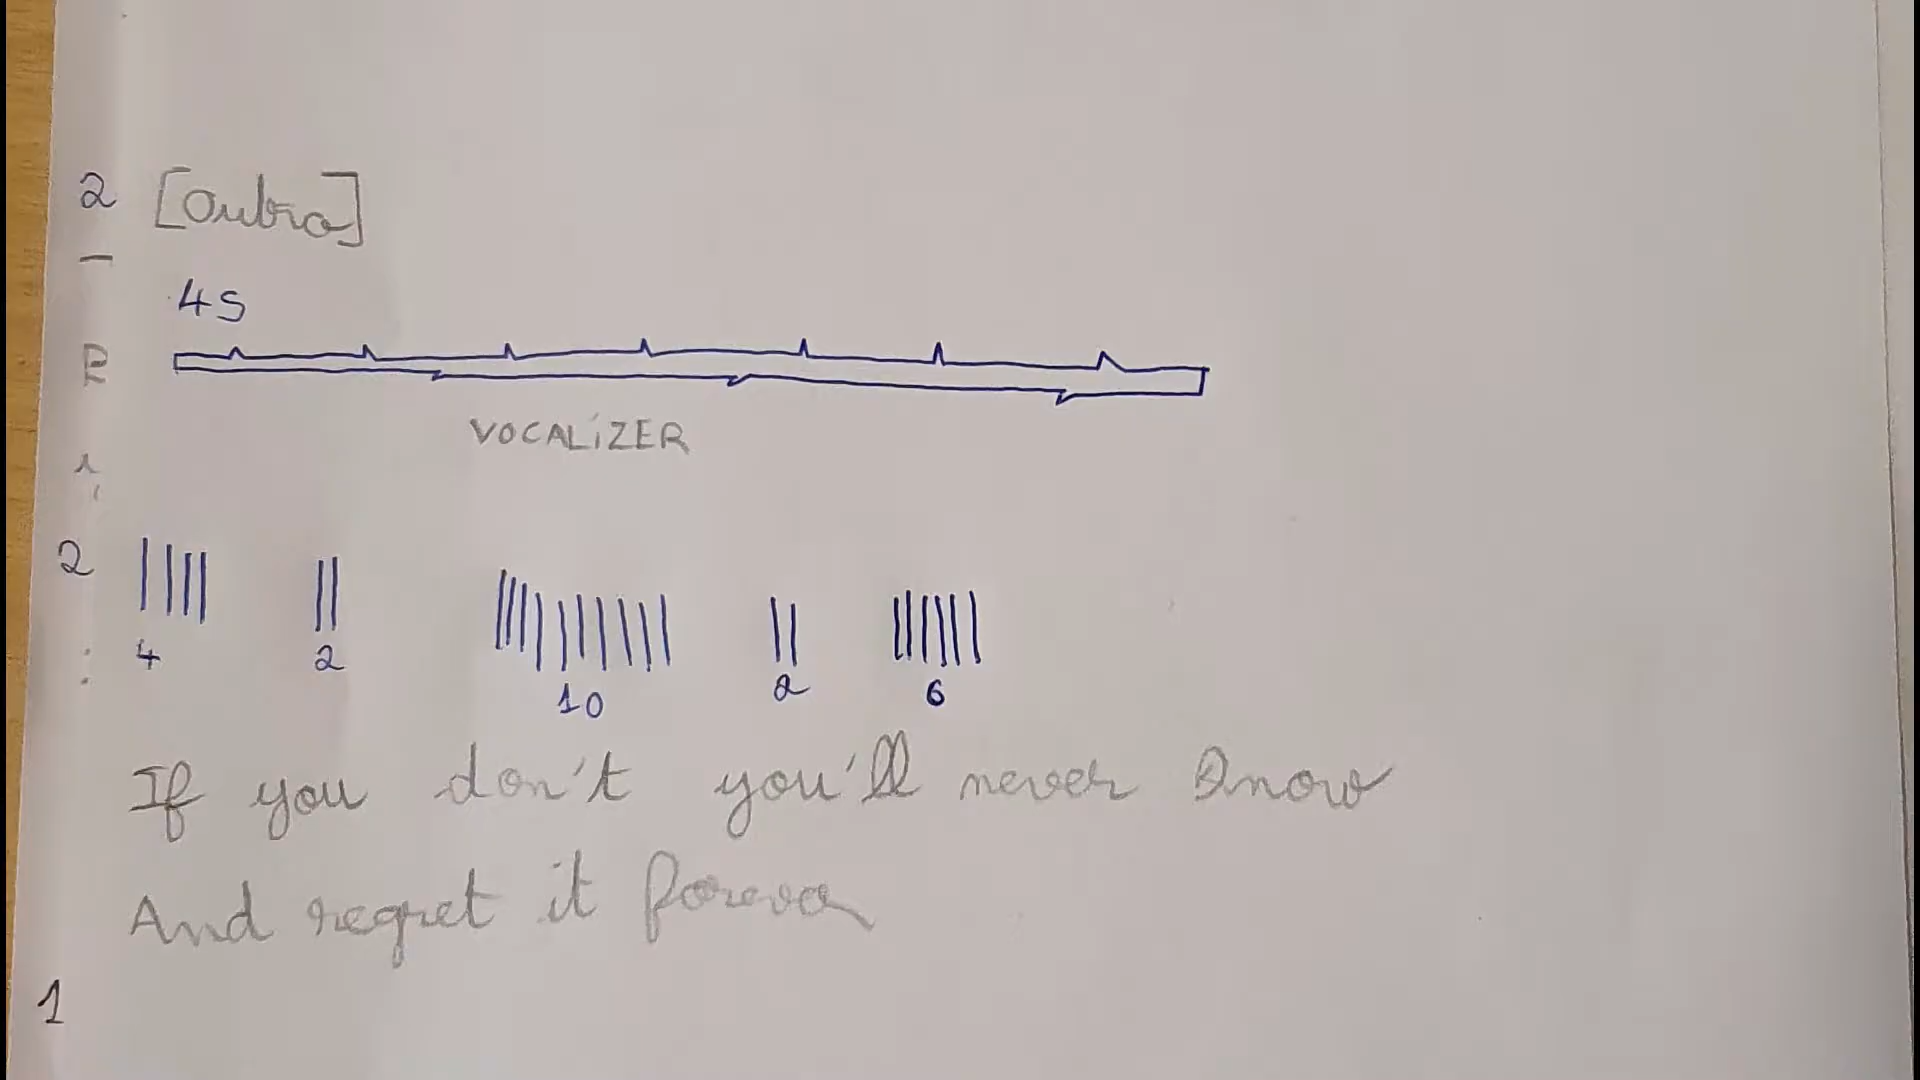 2 [Outro]
4S
VOCALIZER
2
4 2 10 2 6
If you don't you'll never know
And regret it forever
1